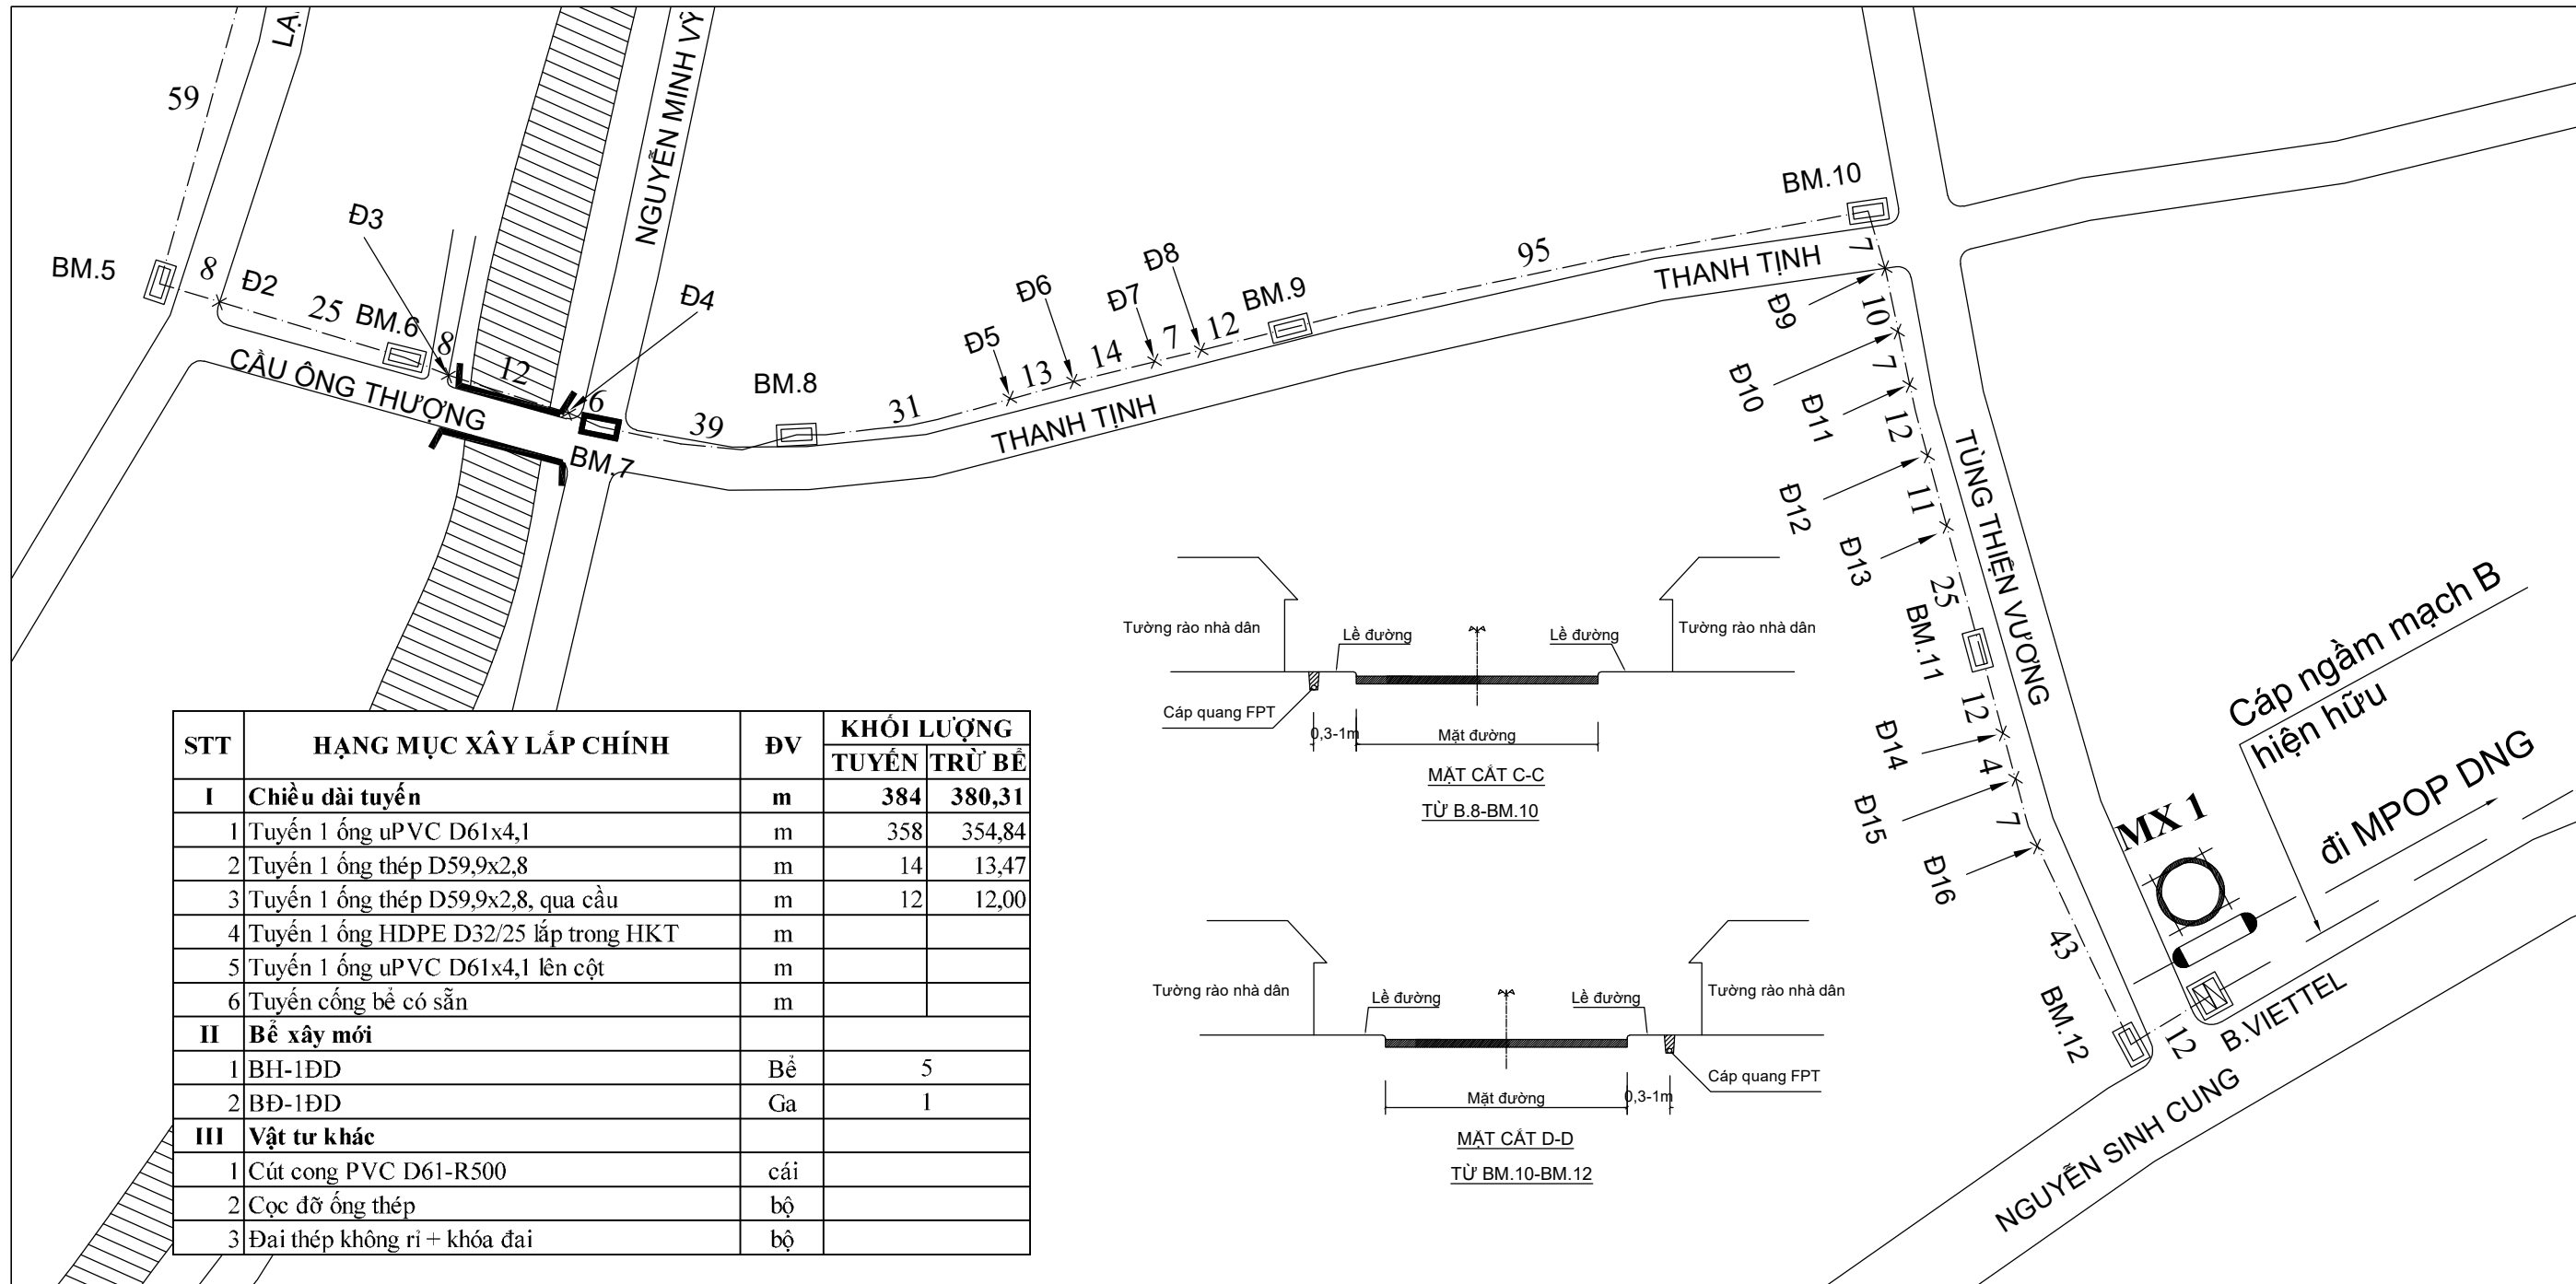 LẠ
59
NGUYỄN MINH VỸ
BM.5
8
Đ2
25
BM.6
Đ3
8
12
Đ4
6
CẦU ÔNG THƯỢNG
BM.7
39
BM.8
31
Đ5
13
Đ6
14
Đ7
7
Đ8
12
BM.9
THANH TỊNH
95
THANH TỊNH
BM.10
7
Đ9
10
Đ10
7
Đ11
12
Đ12
11
Đ13
25
BM.11
TÙNG THIỆN VƯƠNG
12
Đ14
4
Đ15
7
Đ16
43
BM.12
12
B.VIETTEL
NGUYỄN SINH CUNG
MX 1
Cáp ngầm mạch B
hiện hữu
đi MPOP DNG
Tường rào nhà dân
Lề đường
Lề đường
Tường rào nhà dân
Cáp quang FPT
0,3-1m
Mặt đường
MẶT CẮT C-C
TỪ B.8-BM.10
Tường rào nhà dân
Lề đường
Lề đường
Tường rào nhà dân
Mặt đường
0,3-1m
Cáp quang FPT
MẶT CẮT D-D
TỪ BM.10-BM.12
STT HẠNG MỤC XÂY LẮP CHÍNH ĐV KHỐI LƯỢNG
TUYẾN TRỪ BỂ
I Chiều dài tuyến m 384 380,31
1 Tuyến 1 ống uPVC D61x4,1 m 358 354,84
2 Tuyến 1 ống thép D59,9x2,8 m 14 13,47
3 Tuyến 1 ống thép D59,9x2,8, qua cầu m 12 12,00
4 Tuyến 1 ống HDPE D32/25 lắp trong HKT m
5 Tuyến 1 ống uPVC D61x4,1 lên cột m
6 Tuyến cống bể có sẵn m
II Bể xây mới
1 BH-1ĐD Bể 5
2 BĐ-1ĐD Ga 1
III Vật tư khác
1 Cút cong PVC D61-R500 cái
2 Cọc đỡ ống thép bộ
3 Đai thép không rỉ + khóa đai bộ